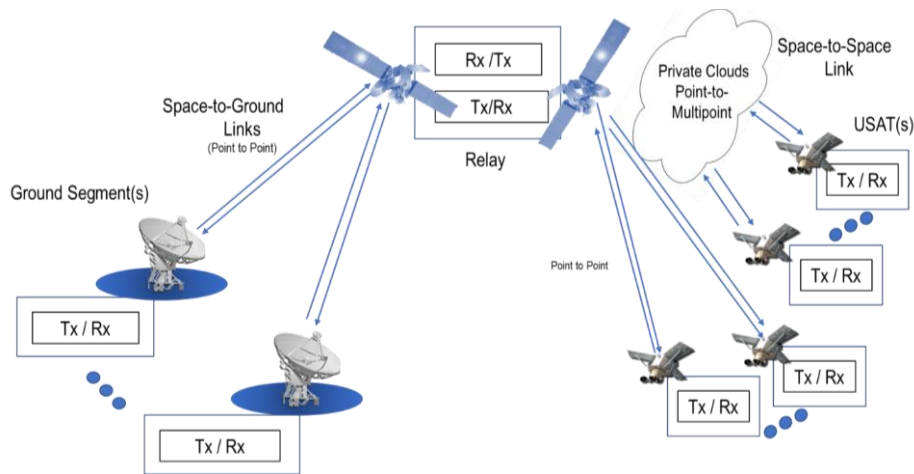 Rx /Tx
Tx/Rx
Relay
Space-to-Ground
Links
(Point to Point)
Ground Segment(s)
Tx / Rx
Tx / Rx
Private Clouds
Point-to-
Multipoint
Space-to-Space
Link
USAT(s)
Tx / Rx
Tx / Rx
Point to Point
Tx / Rx
Tx / Rx